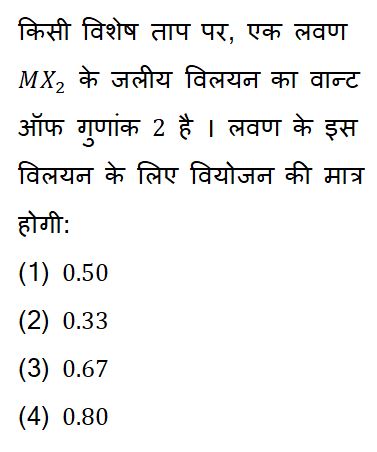 किसी विशेष ताप पर, एक लवण
MX₂ के जलीय विलयन का वान्ट
ऑफ गुणांक 2 है । लवण के इस
विलयन के लिए वियोजन की मात्र
होगी:
(1) 0.50
(2) 0.33
(3) 0.67
(4) 0.80